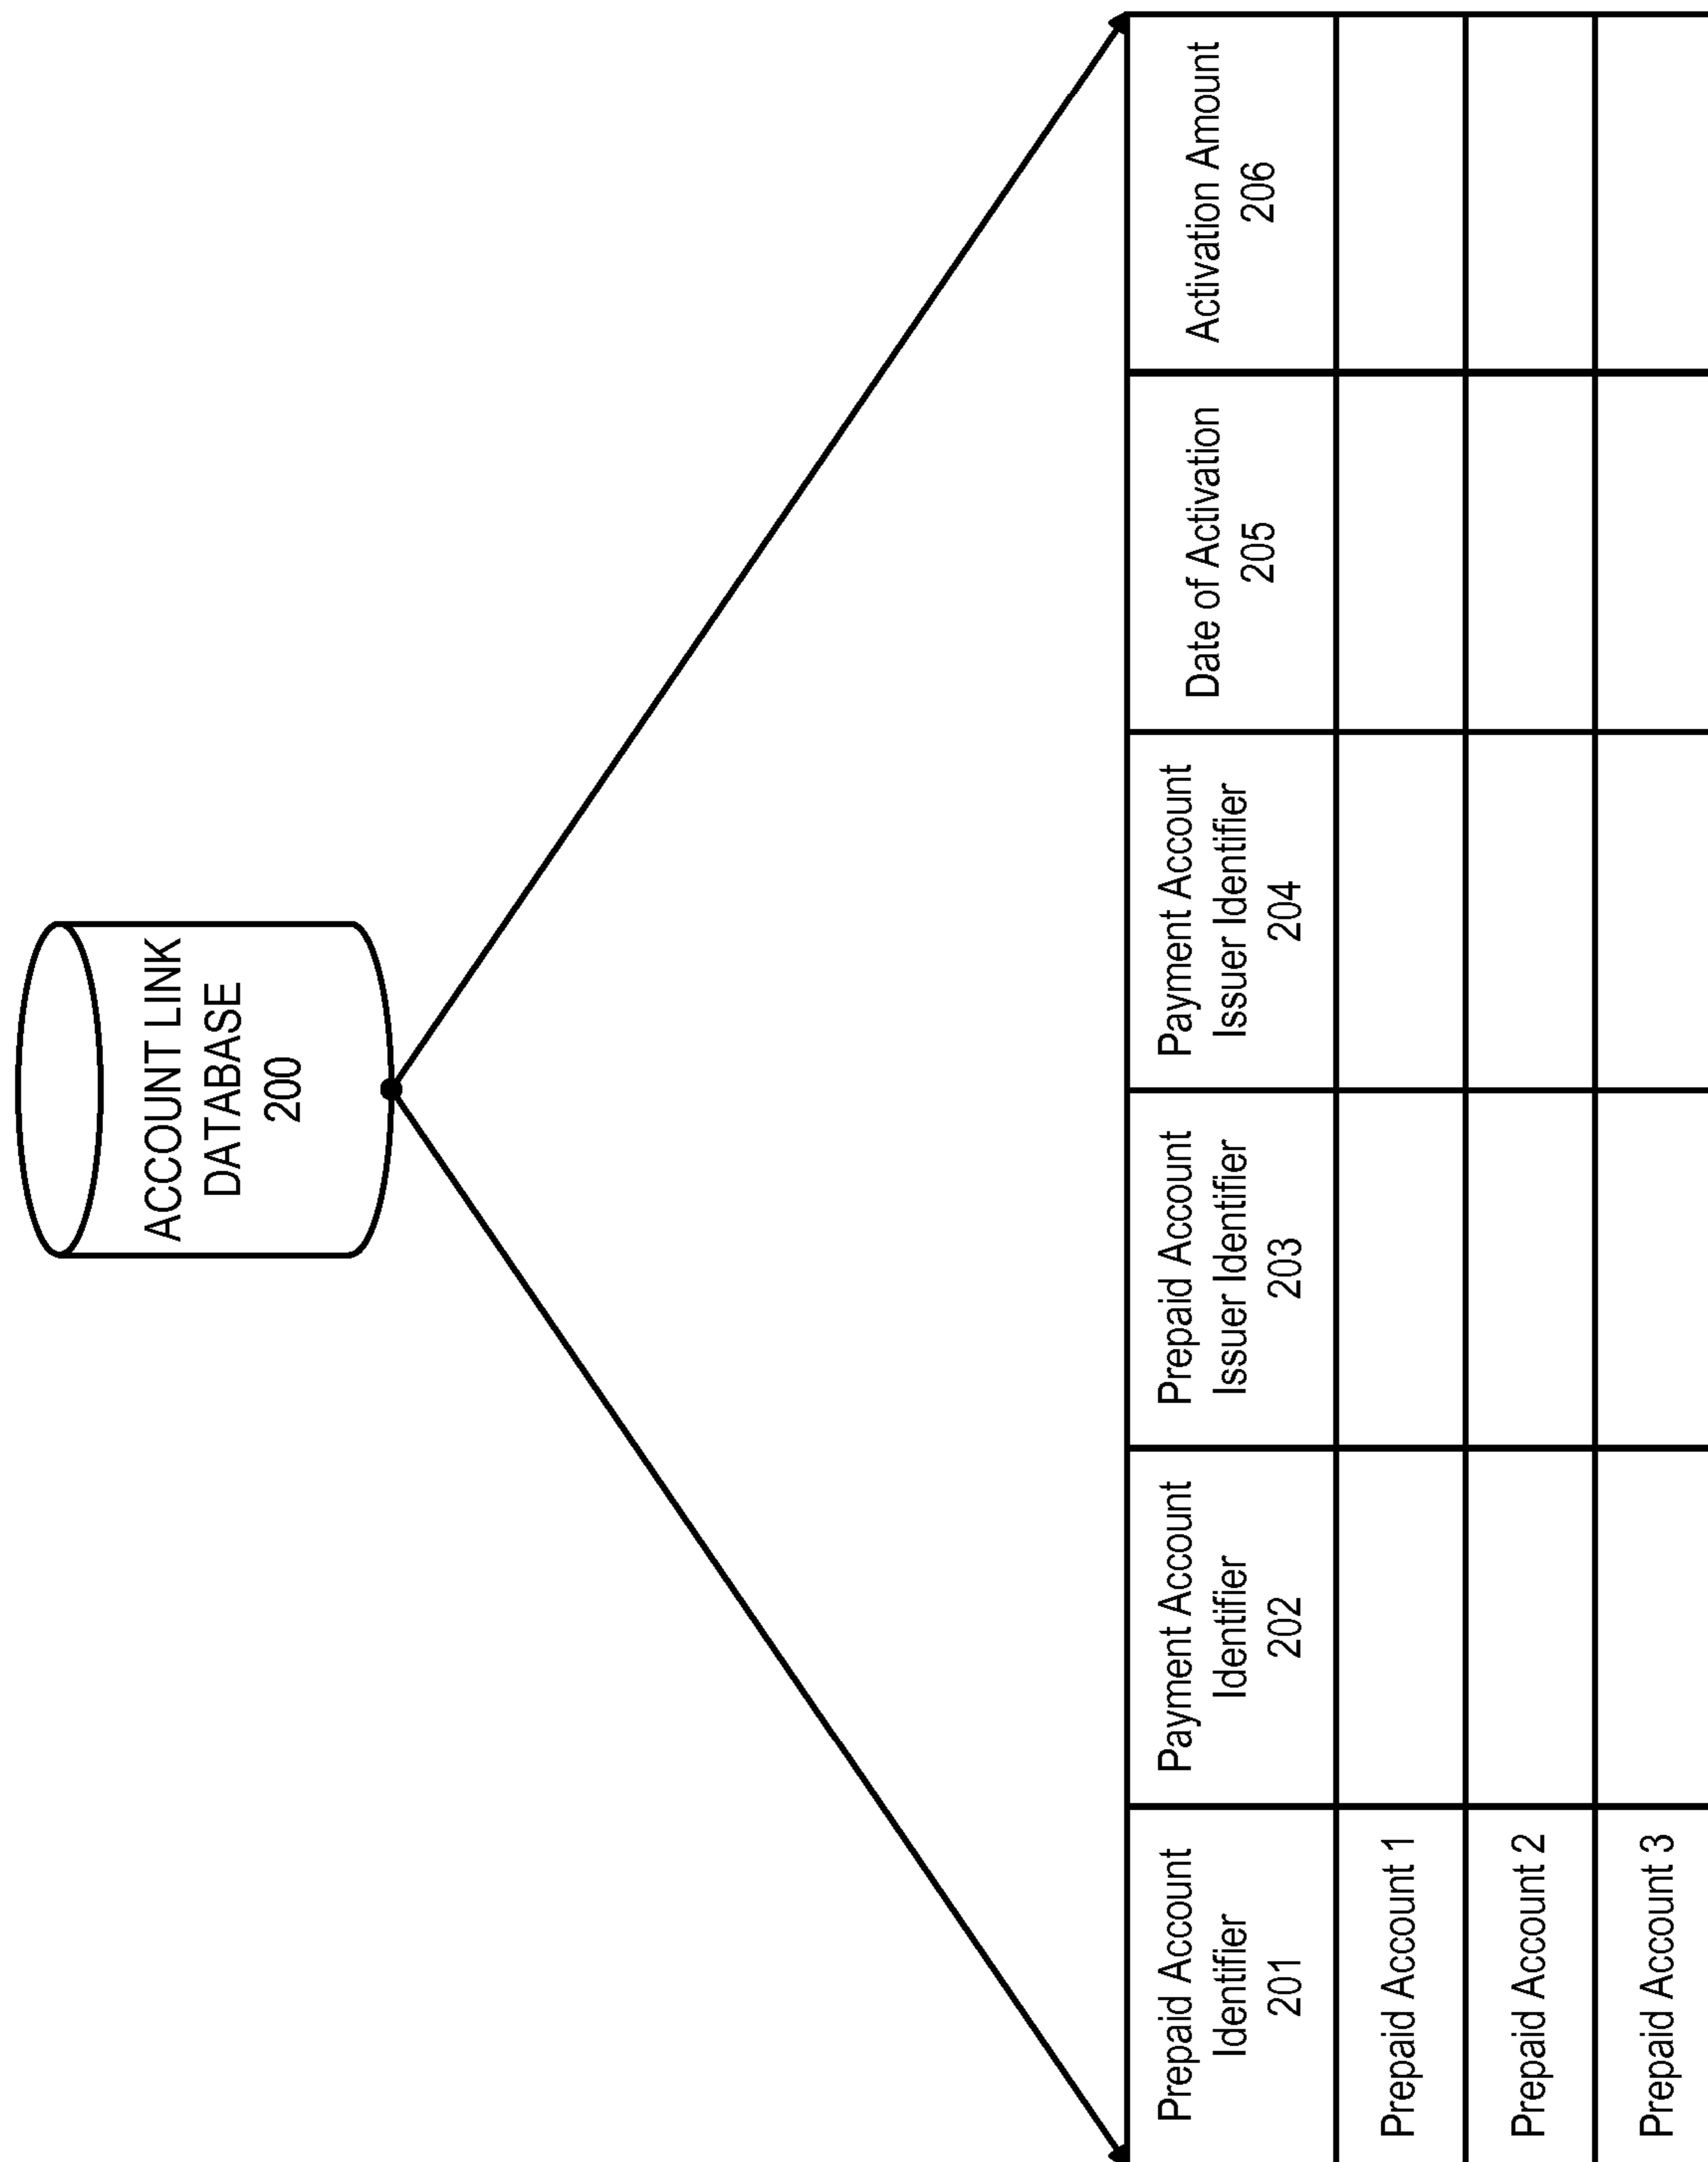 ACCOUNT LINK
DATABASE
200
Prepaid Account
Identifier
201
Payment Account
Identifier
202
Prepaid Account
Issuer Identifier
203
Payment Account
Issuer Identifier
204
Date of Activation
205
Activation Amount
206
Prepaid Account 1
Prepaid Account 2
Prepaid Account 3